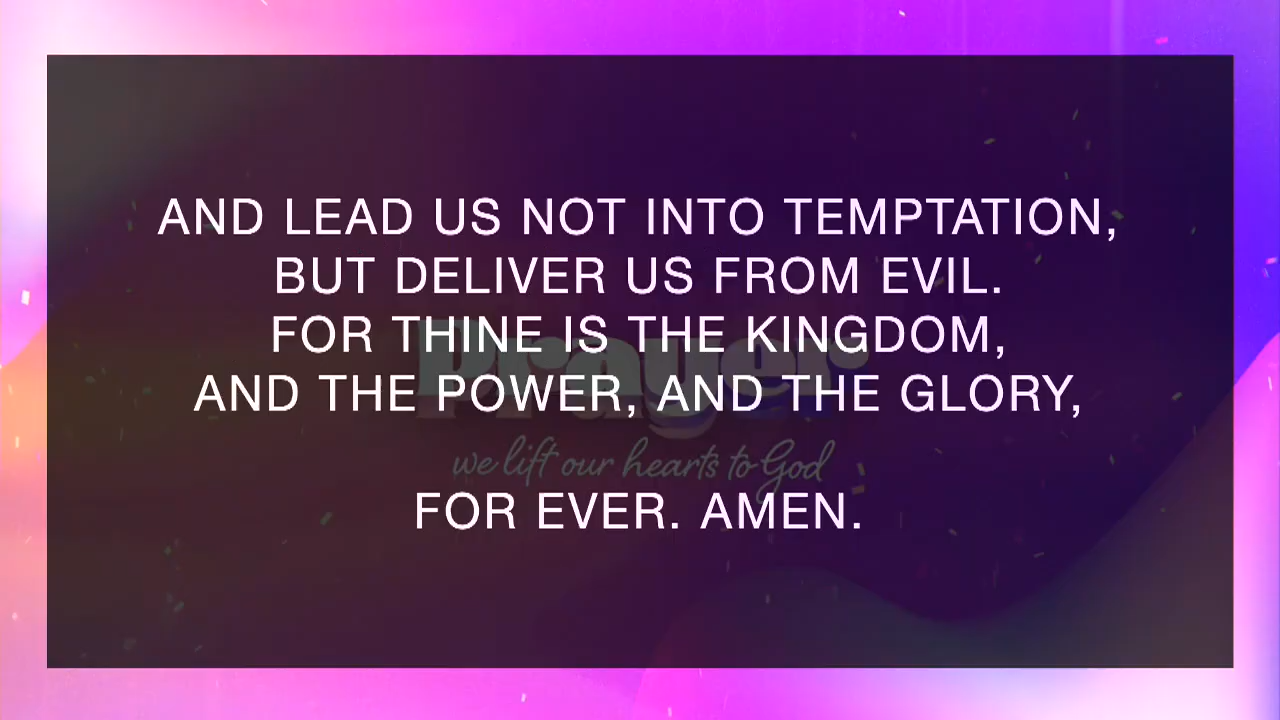 AND LEAD US NOT INTO TEMPTATION,
BUT DELIVER US FROM EVIL.
FOR THINE IS THE KINGDOM,
Prayer
AND THE POWER, AND THE GLORY,
we lift our hearts to God
FOR EVER. AMEN.